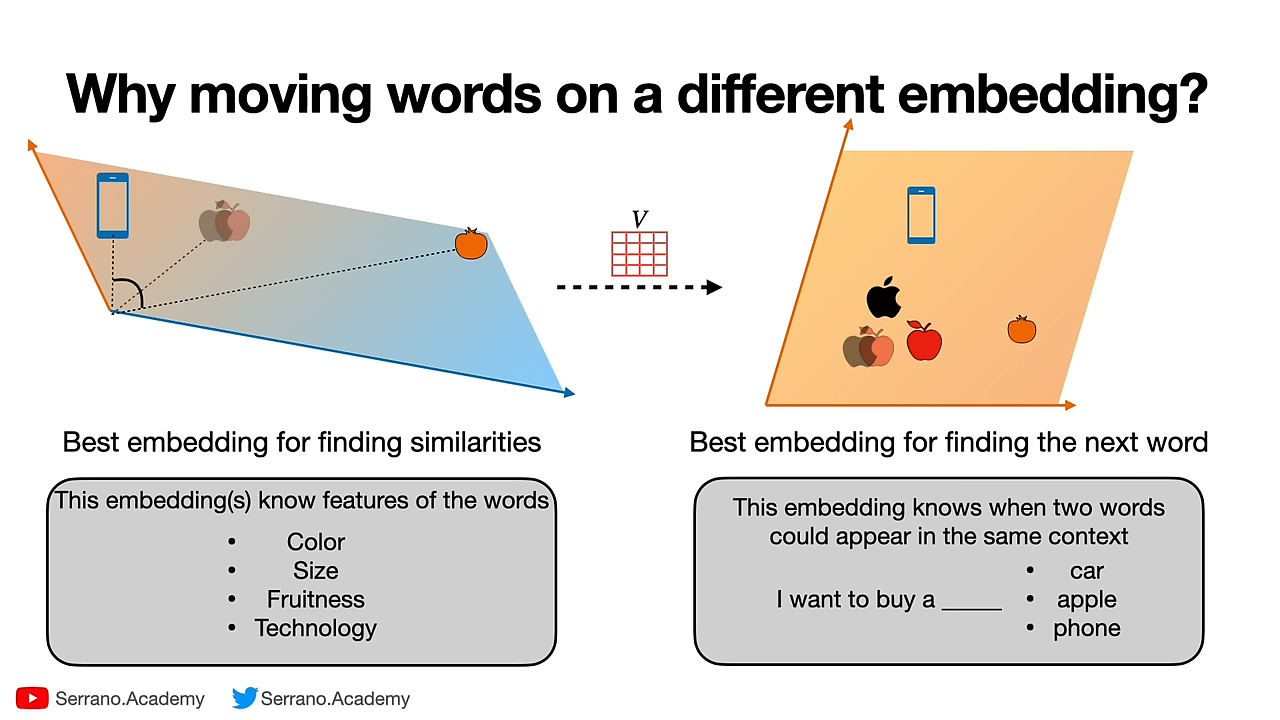 Why moving words on a different embedding?
V
Best embedding for finding similarities
This embedding(s) know features of the words
• Color
• Size
• Fruitness
• Technology
Best embedding for finding the next word
This embedding knows when two words
could appear in the same context
I want to buy a _____
• car
• apple
• phone
Serrano.Academy
Serrano.Academy